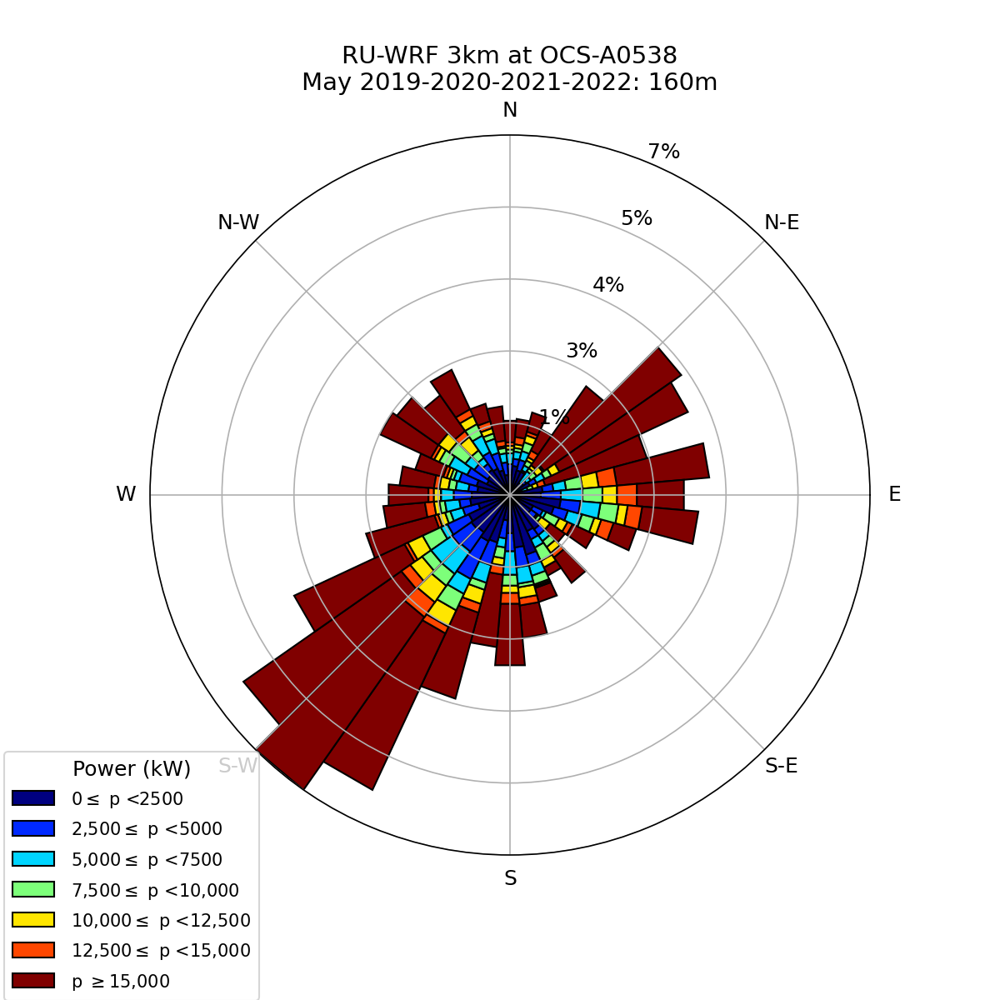 RU-WRF 3km at OCS-A0538
May 2019-2020-2021-2022: 160m
N
7%
N-W
5%
N-E
4%
3%
1%
W
E
S-W
S-E
S
Power (kW)
0 ≤ p <2500
2,500 ≤ p <5000
5,000 ≤ p <7500
7,500 ≤ p <10,000
10,000 ≤ p <12,500
12,500 ≤ p <15,000
p ≥ 15,000